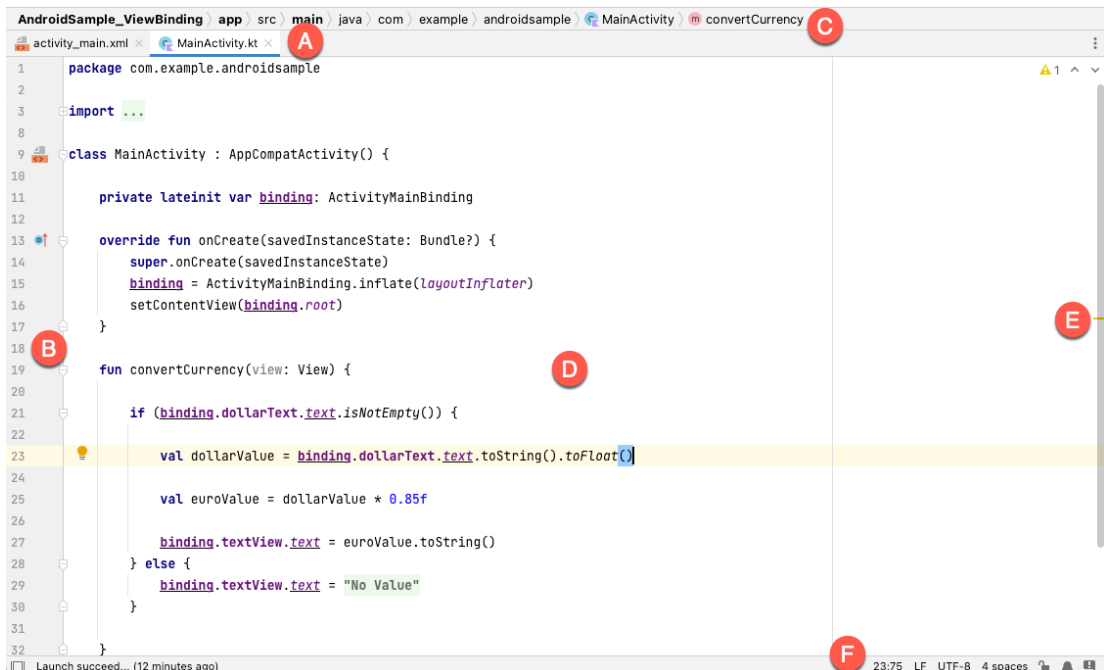 AndroidSample_ViewBinding › app › src › main › java › com › example › androidsample › MainActivity › m convertCurrency C
activity_main.xml × MainActivity.kt × A
1 package com.example.androidsample
1
2
3 import ...
8
9 class MainActivity : AppCompatActivity() {
10
11 private lateinit var binding: ActivityMainBinding
12
13 override fun onCreate(savedInstanceState: Bundle?) {
14 super.onCreate(savedInstanceState)
15 binding = ActivityMainBinding.inflate(layoutInflater)
16 setContentView(binding.root)
E
17 }
18 B
19 fun convertCurrency(view: View) { D
20
21 if (binding.dollarText.text.isNotEmpty()) {
22
23 val dollarValue = binding.dollarText.text.toString().toFloat()
24
25 val euroValue = dollarValue * 0.85f
26
27 binding.textView.text = euroValue.toString()
28 } else {
29 binding.textView.text = "No Value"
30 }
31
32 }
F
Launch succeed... (12 minutes ago) 23:75 LF UTF-8 4 spaces